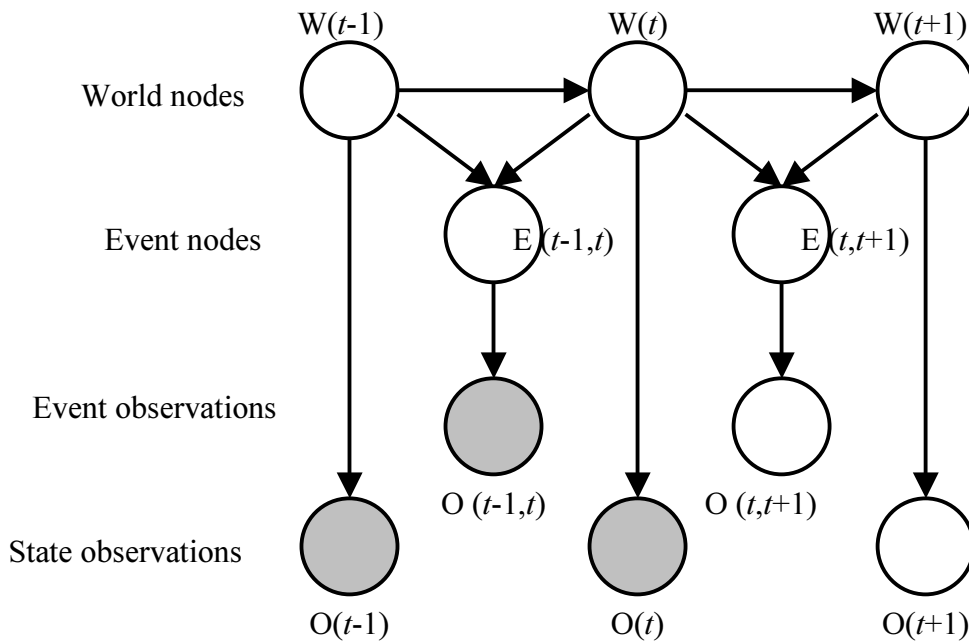 W(t-1) W(t) W(t+1)
World nodes
Event nodes
E (t-1,t) E (t,t+1)
Event observations
O (t-1,t) O (t,t+1)
State observations
O(t-1) O(t) O(t+1)